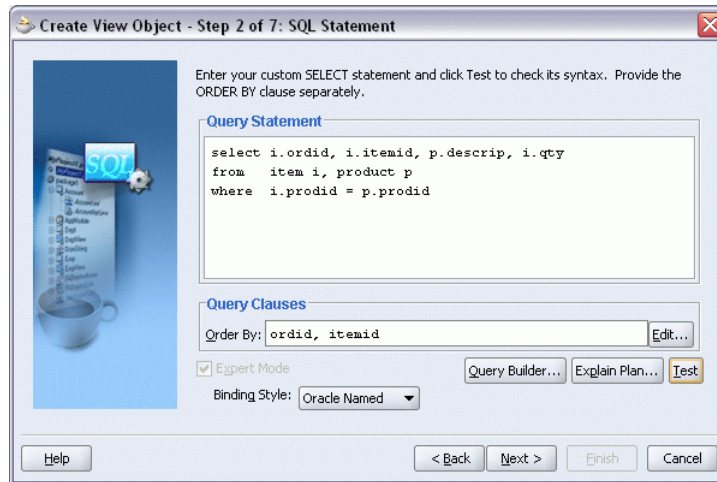 Create View Object - Step 2 of 7: SQL Statement
Enter your custom SELECT statement and click Test to check its syntax. Provide the
ORDER BY clause separately.
Query Statement
select i.ordid, i.itemid, p.descrip, i.qty
from item i, product p
where i.prodid = p.prodid
SQL
Query Clauses
Order By: ordid, itemid Edit...
Expert Mode
Query Builder... Explain Plan... Test
Binding Style: Oracle Named
Help < Back Next > Finish Cancel